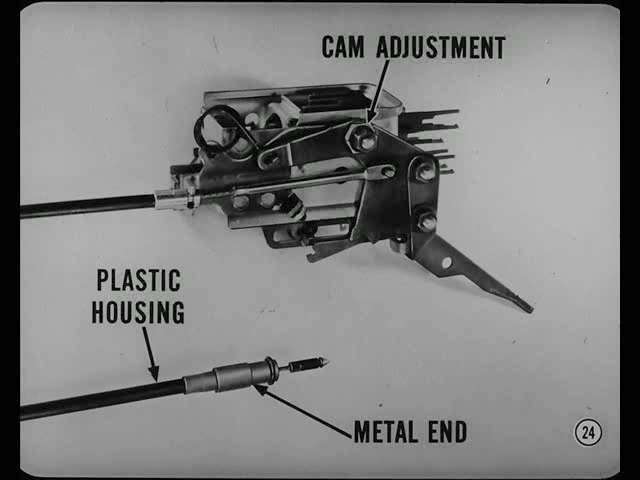 CAM ADJUSTMENT
PLASTIC
HOUSING
METAL END
24